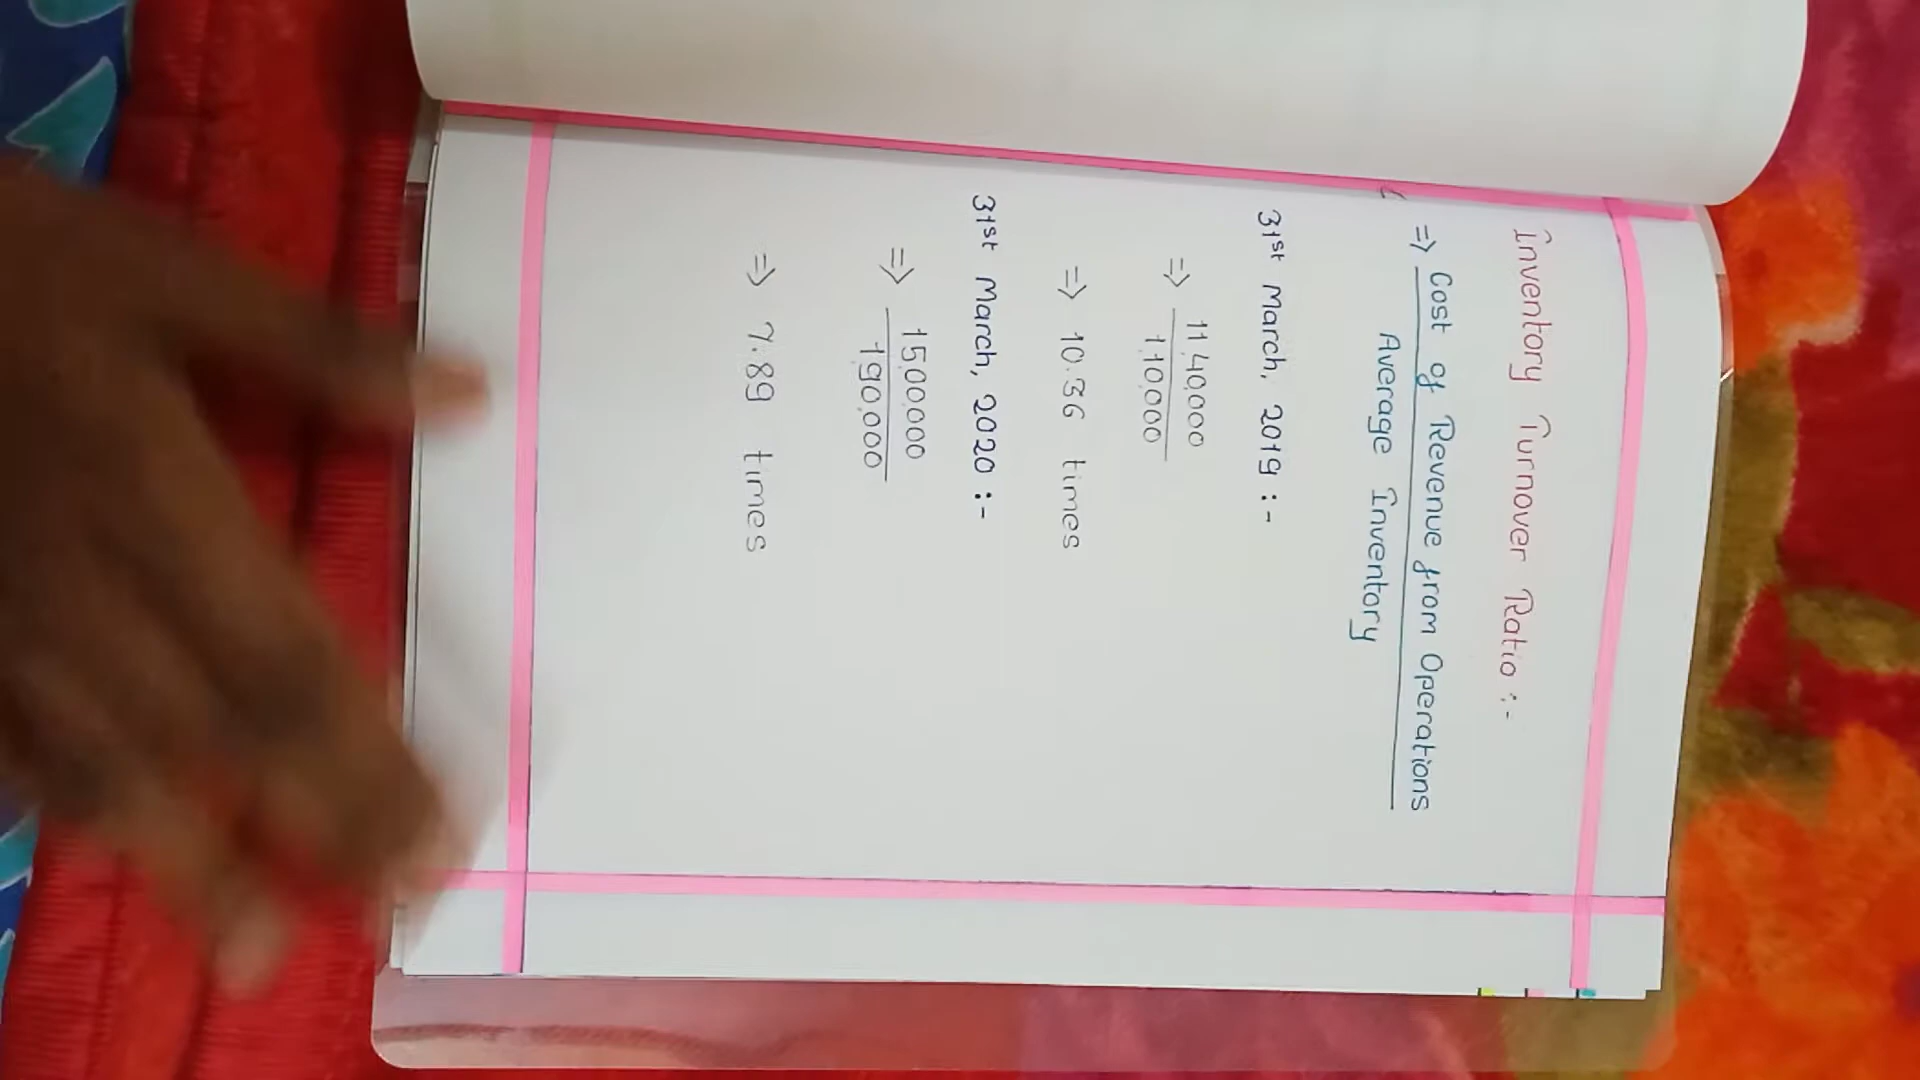 Inventory Turnover Ratio :-
=> Cost of Revenue from Operations
Average Inventory
31st March, 2019 :-
=> 11,40,000
1,10,000
=> 10.36 times
31st March, 2020 :-
=> 15,00,000
1,90,000
=> 7.89 times